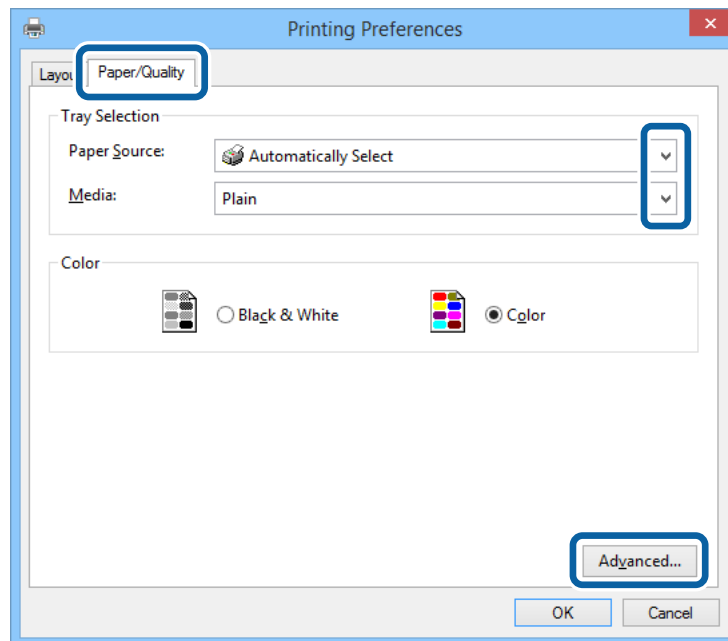 Printing Preferences
Paper/Quality
Tray Selection
Paper Source: Automatically Select
Media: Plain
Color
Black & White Color
Advanced...
OK Cancel